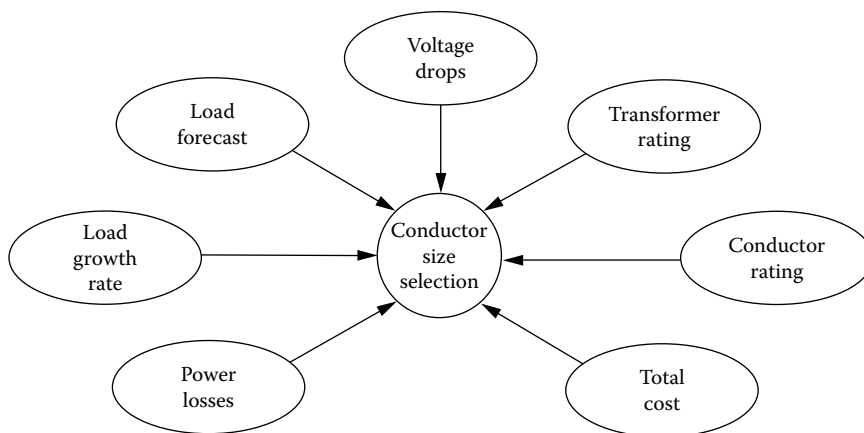 Voltage
drops
Load
forecast
Transformer
rating
Load
growth
rate
Conductor
size
selection
Conductor
rating
Power
losses
Total
cost